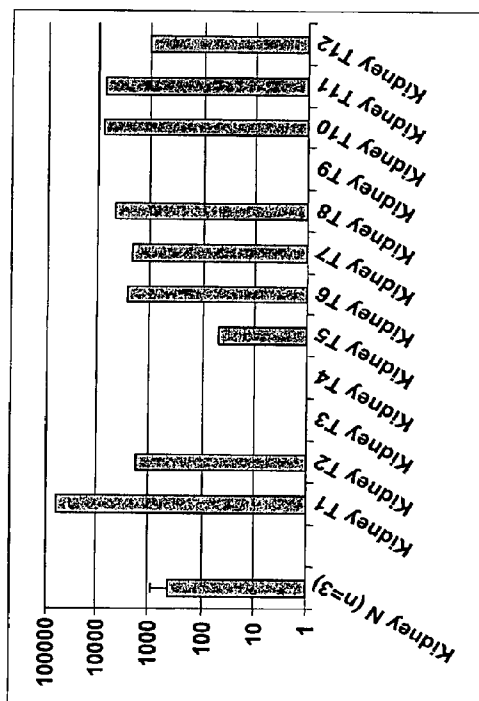 100000
10000
1000
100
10
1
Kidney N (n=3)
Kidney T1
Kidney T2
Kidney T3
Kidney T4
Kidney T5
Kidney T6
Kidney T7
Kidney T8
Kidney T9
Kidney T10
Kidney T11
Kidney T12